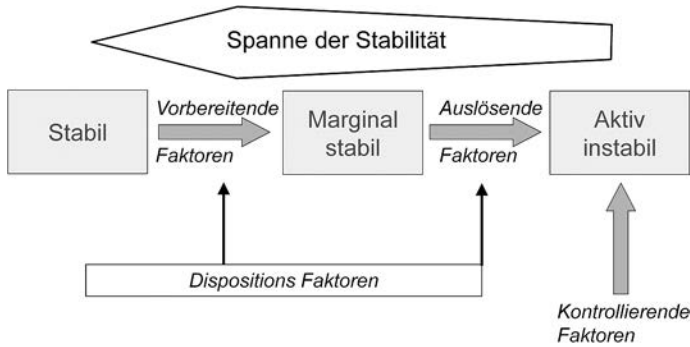 Spanne der Stabilität
Stabil
Vorbereitende
Faktoren
Marginal
stabil
Auslösende
Faktoren
Aktiv
instabil
Dispositions Faktoren
Kontrollierende
Faktoren